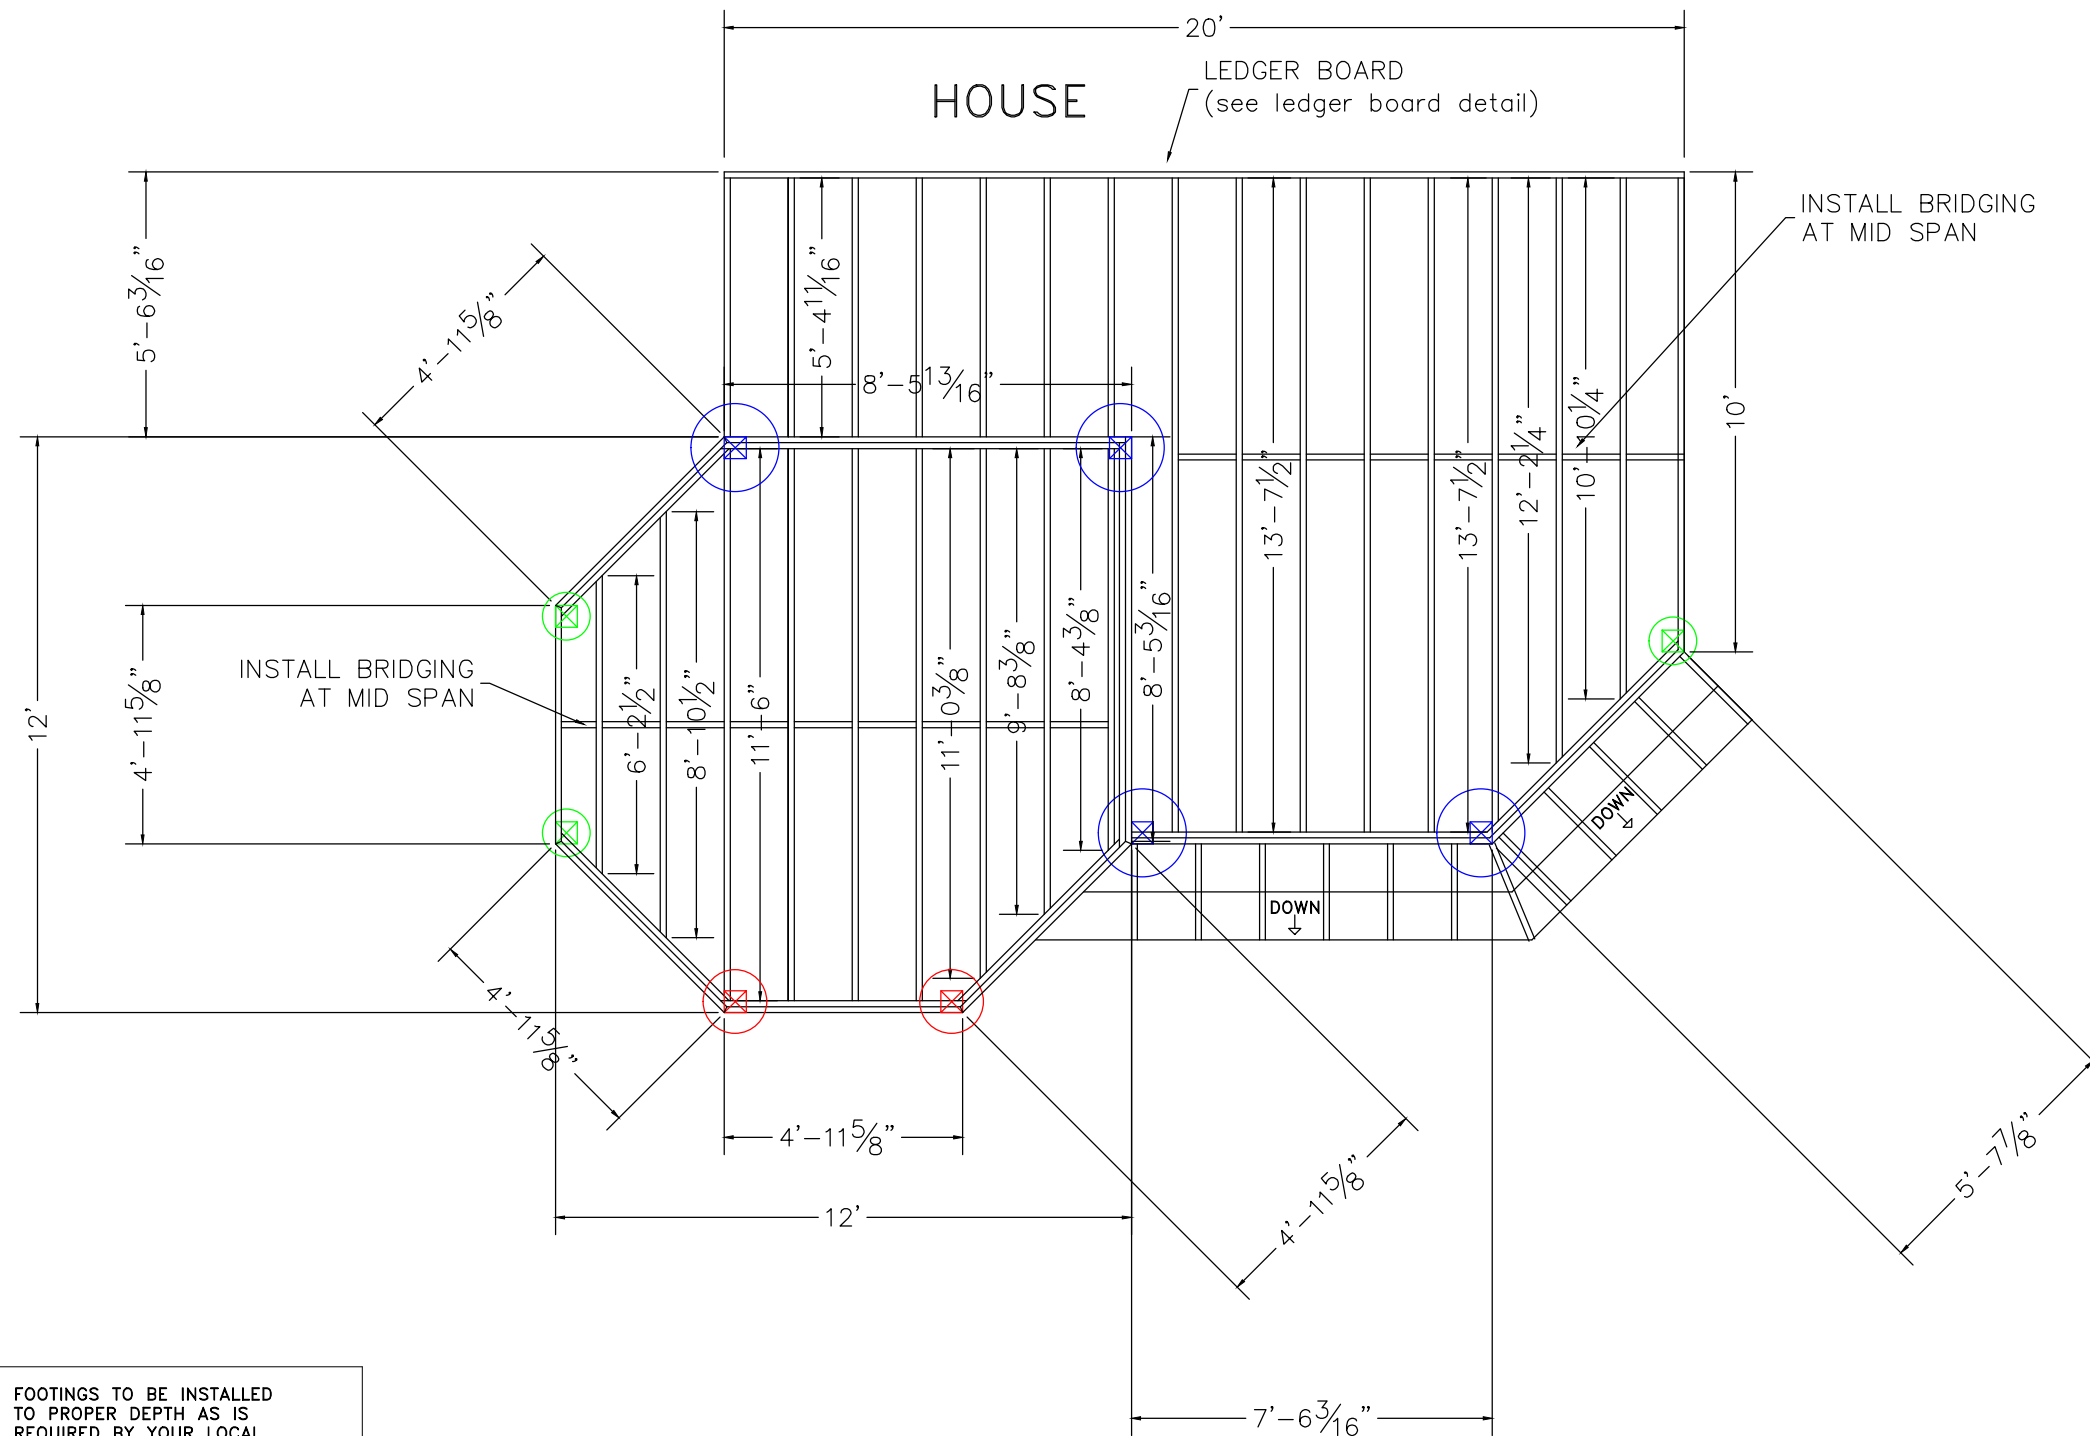 20'
HOUSE
LEDGER BOARD
(see ledger board detail)
INSTALL BRIDGING
AT MID SPAN
5'-6 3/16"
4'-11 5/8"
5'-4 11/16"
8'-5 13/16"
10'
13'-7 1/2"
13'-7 1/2"
12'-2 1/4"
10'-10 1/4"
12'
4'-11 5/8"
INSTALL BRIDGING
AT MID SPAN
6'-2 1/2"
8'-10 1/2"
11'-6"
11'-0 3/8"
9'-8 3/8"
8'-4 3/8"
8'-5 3/16"
DOWN
DOWN
4'-11 5/8"
4'-11 5/8"
12'
4'-11 5/8"
5'-7 7/8"
7'-6 3/16"
FOOTINGS TO BE INSTALLED
TO PROPER DEPTH AS IS
REQUIRED BY YOUR LOCAL